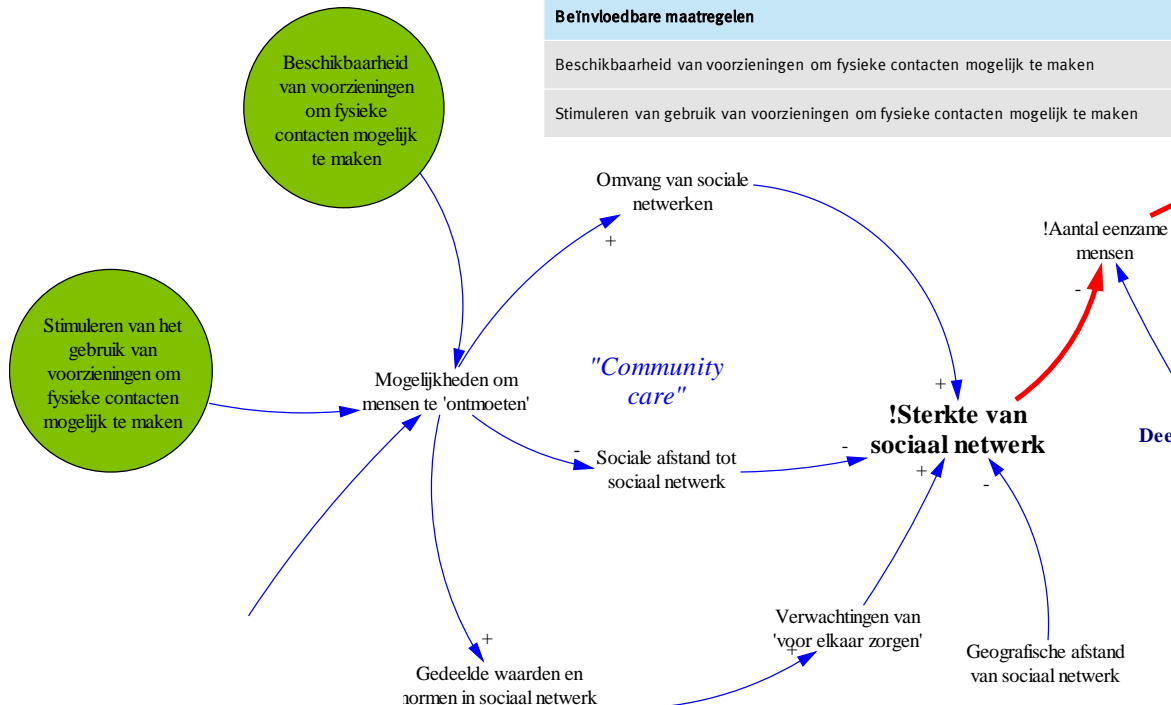 Beïnvloedbare maatregelen
Beschikbaarheid van voorzieningen om fysieke contacten mogelijk te maken
Stimuleren van gebruik van voorzieningen om fysieke contacten mogelijk te maken
Beschikbaarheid
van voorzieningen
om fysieke
contacten mogelijk
te maken
Omvang van sociale
netwerken
+
!Aantal eenzame
mensen
-
Stimuleren van het
gebruik van
voorzieningen om
fysieke contacten
mogelijk te maken
Mogelijkheden om
mensen te 'ontmoeten'
"Community
care"
+
!Sterkte van
sociaal netwerk
Dee
-
Sociale afstand tot
sociaal netwerk
-
+
-
Verwachtingen van
'voor elkaar zorgen'
+
Geografische afstand
van sociaal netwerk
+
Gedeelde waarden en
normen in sociaal netwerk